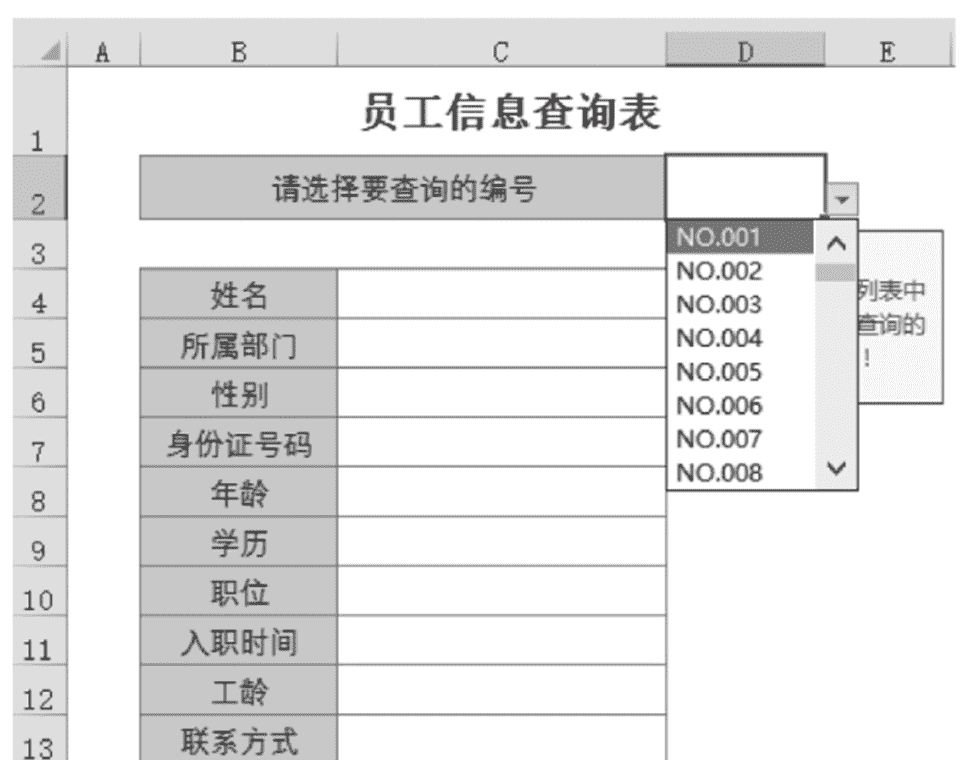 A B C D E
1 员工信息查询表
2 请选择要查询的编号
3
4 姓名
5 所属部门
6 性别
7 身份证号码
8 年龄
9 学历
10 职位
11 入职时间
12 工龄
13 联系方式
NO.001
NO.002
NO.003
NO.004
NO.005
NO.006
NO.007
NO.008
列表中
查询的
！